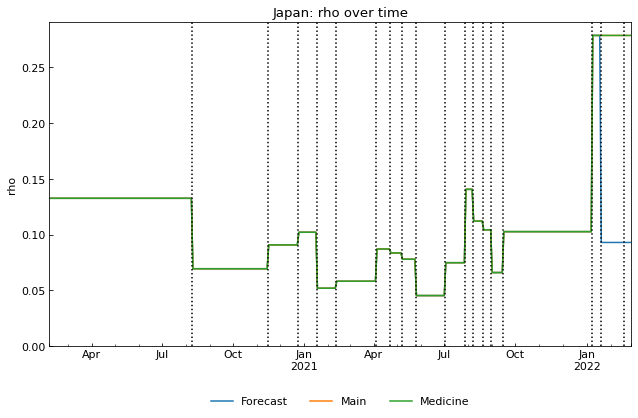 Japan: rho over time
rho
0.25
0.20
0.15
0.10
0.05
0.00
Apr Jul Oct Jan Apr Jul Oct Jan
2021 2022
Forecast Main Medicine